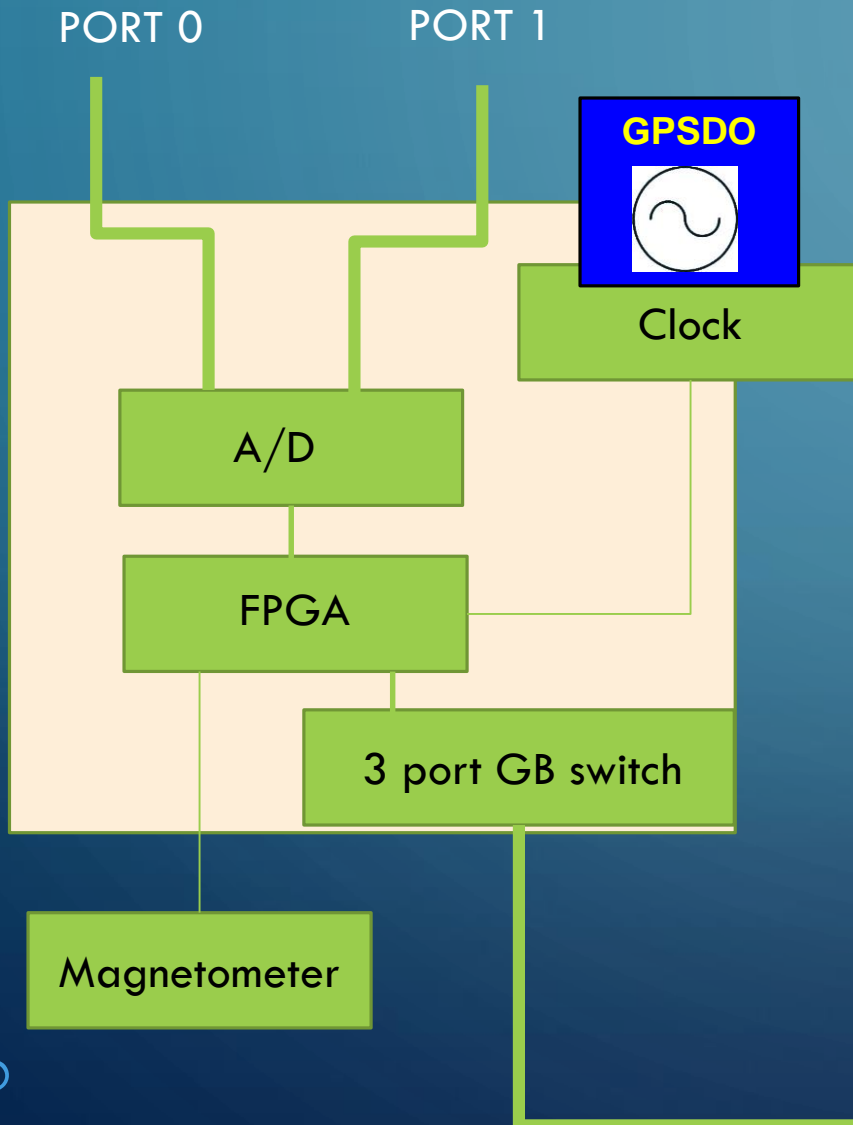 PORT 0
PORT 1
GPSDO
Clock
A/D
FPGA
3 port GB switch
Magnetometer